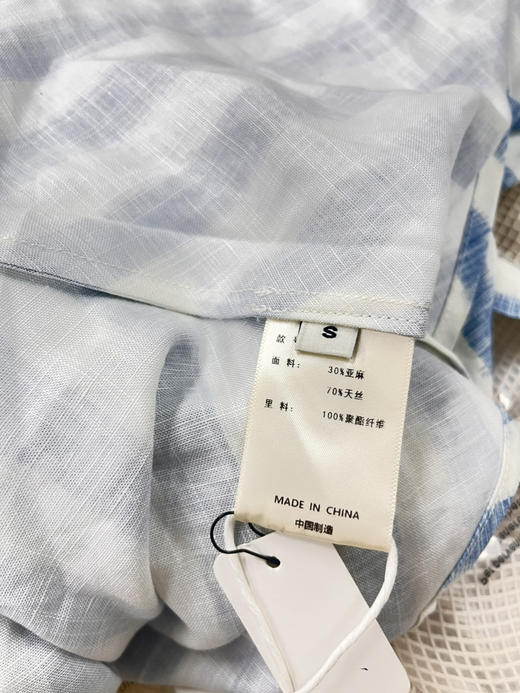 S
款
面 料: 30%亚麻
70%天丝
里 料: 100%聚酯纤维
MADE IN CHINA
中国制造